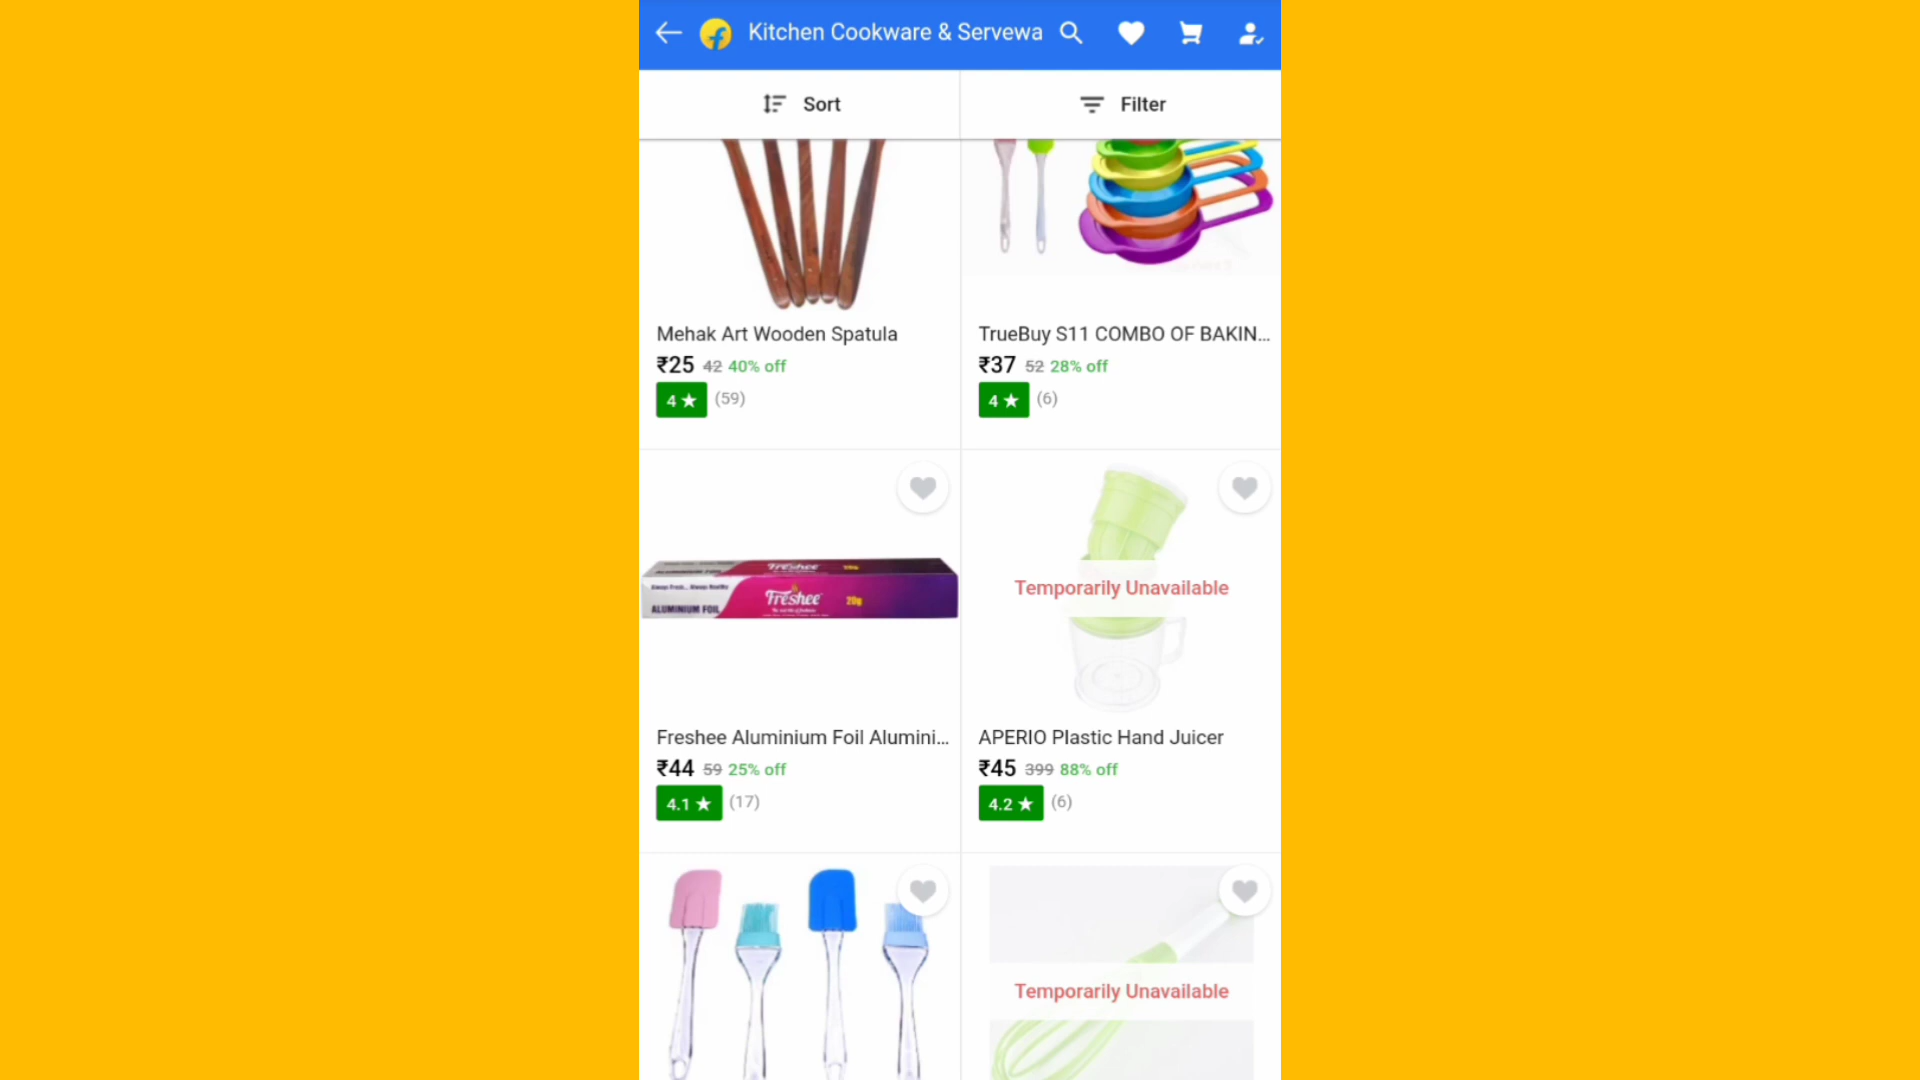 Kitchen Cookware & Servewa
Sort
Filter
Mehak Art Wooden Spatula
₹25 42 40% off
4 ★ (59)
TrueBuy S11 COMBO OF BAKIN...
₹37 52 28% off
4 ★ (6)
Freshee
Freshee
20g
ALUMINIUM FOIL
Temporarily Unavailable
Freshee Aluminium Foil Alumini...
₹44 59 25% off
4.1 ★ (17)
APERIO Plastic Hand Juicer
₹45 399 88% off
4.2 ★ (6)
Temporarily Unavailable